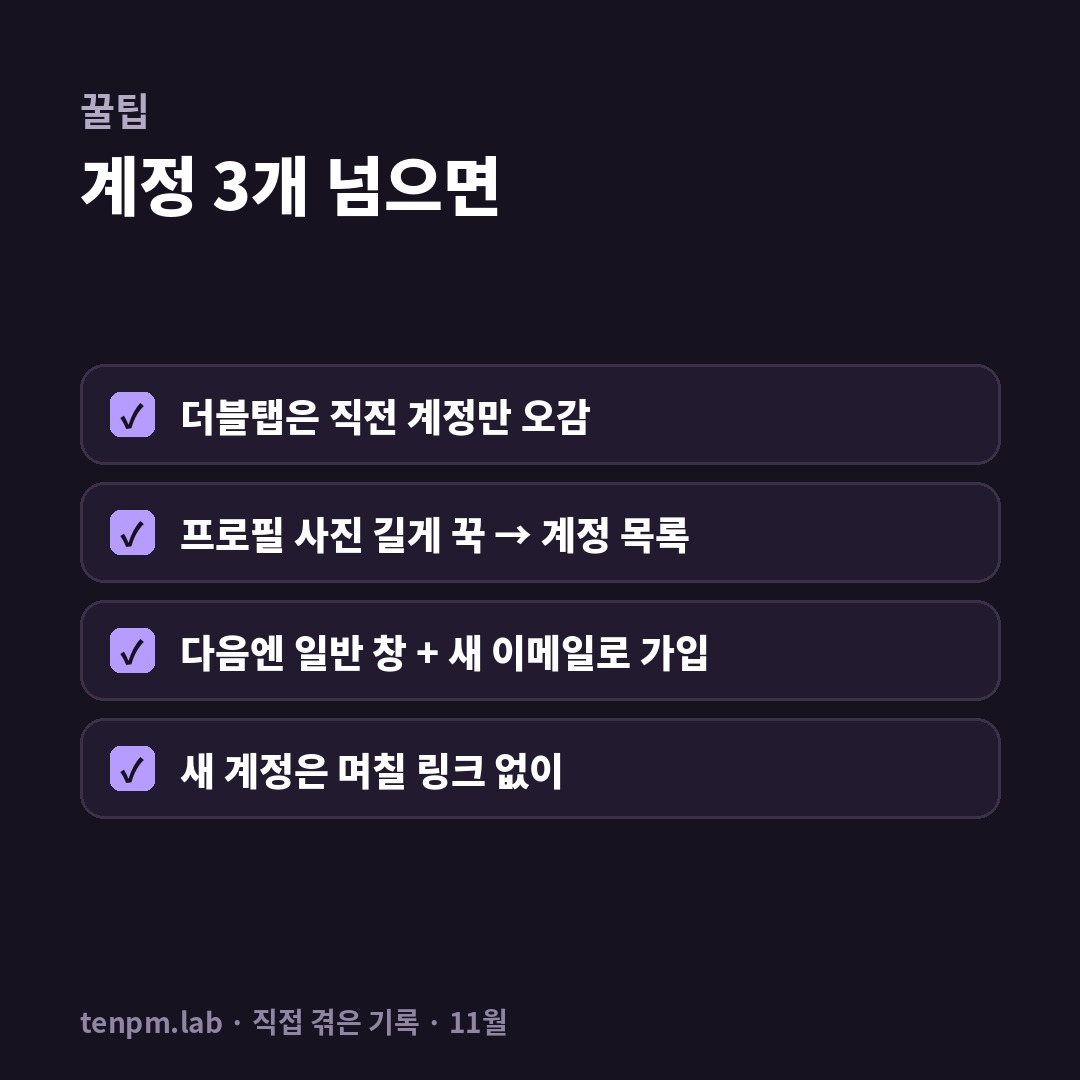 꿀팁
계정 3개 넘으면
✓ 더블탭은 직전 계정만 오감
✓ 프로필 사진 길게 꾹 → 계정 목록
✓ 다음엔 일반 창 + 새 이메일로 가입
✓ 새 계정은 며칠 링크 없이
tenpm.lab · 직접 겪은 기록 · 11월